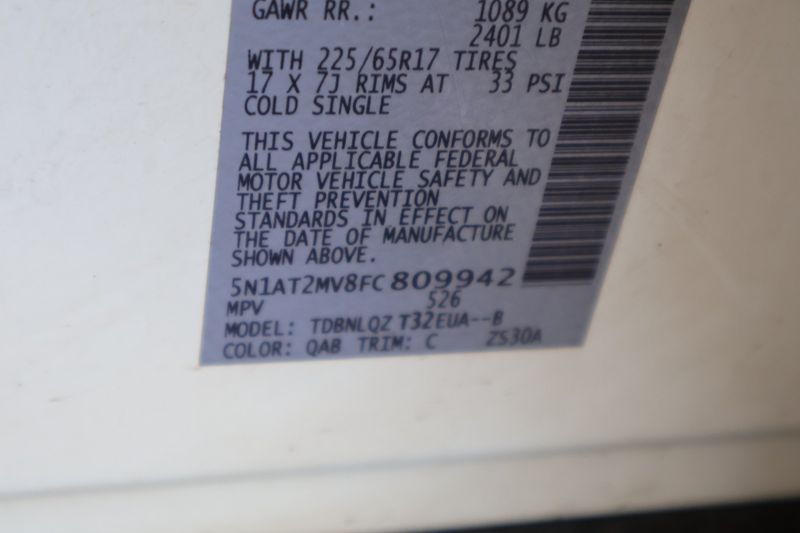 GAWR RR.: 1089 KG
2401 LB
WITH 225/65R17 TIRES
17 X 7J RIMS AT 33 PSI
COLD SINGLE
THIS VEHICLE CONFORMS TO
ALL APPLICABLE FEDERAL
MOTOR VEHICLE SAFETY AND
THEFT PREVENTION
STANDARDS IN EFFECT ON
THE DATE OF MANUFACTURE
SHOWN ABOVE.
5N1AT2MV8FC809942
MPV 526
MODEL: TDBNLQZ T32EUA--B
COLOR: QAB TRIM: C ZS30A